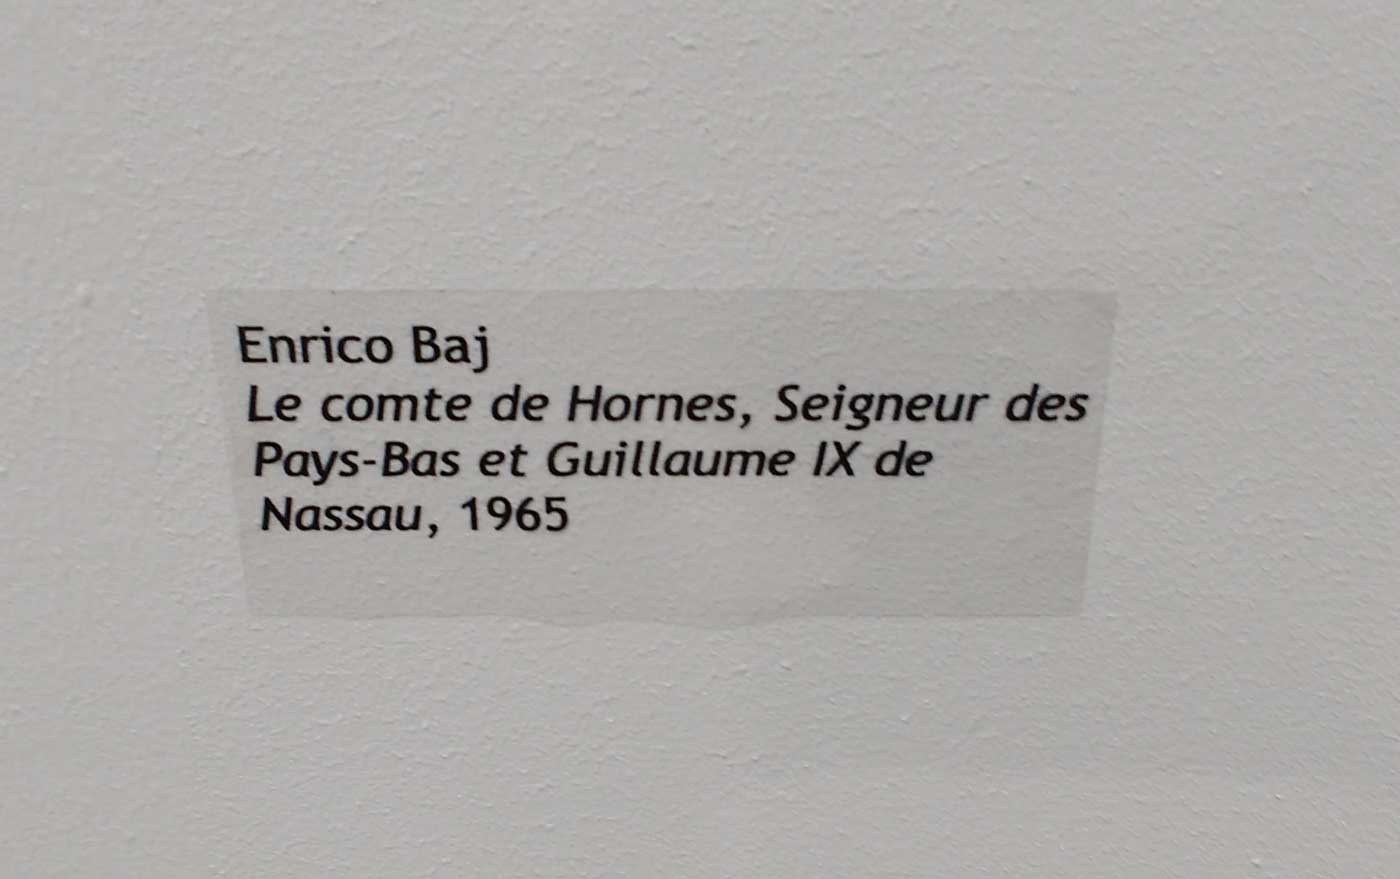 Enrico Baj
Le comte de Hornes, Seigneur des
Pays-Bas et Guillaume IX de
Nassau, 1965